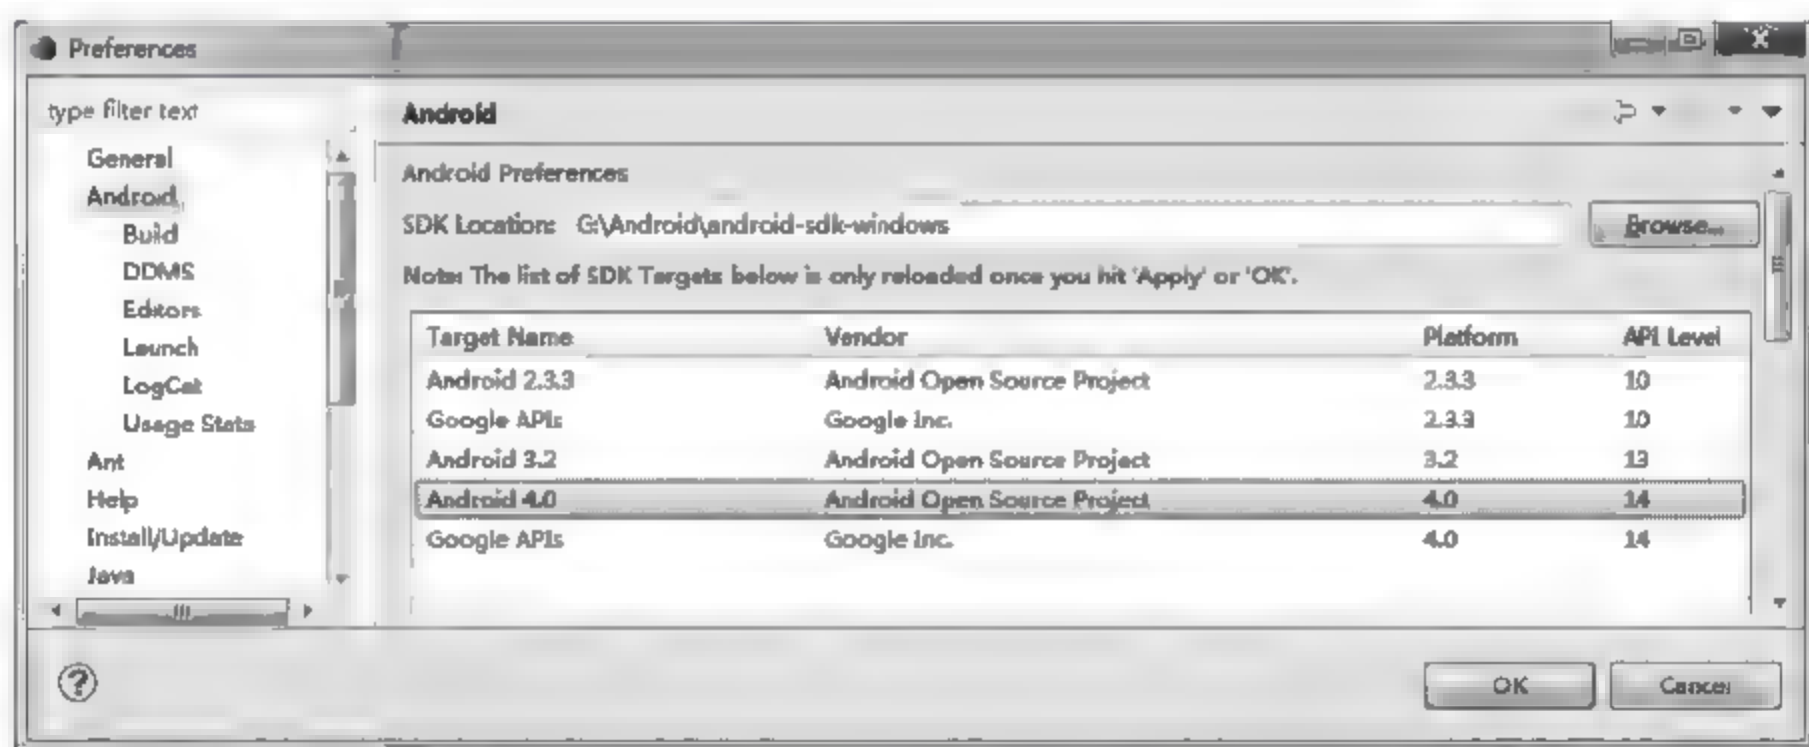 Preferences
type filter text
General
Android
Build
DDMS
Editors
Launch
LogCat
Usage Stats
Ant
Help
Install/Update
Java
Android
Android Preferences
SDK Location: G:\Android\android-sdk-windows Browse...
Note: The list of SDK Targets below is only reloaded once you hit 'Apply' or 'OK'.
Target Name Vendor Platform API Level
Android 2.3.3 Android Open Source Project 2.3.3 10
Google APIs Google Inc. 2.3.3 10
Android 3.2 Android Open Source Project 3.2 13
Android 4.0 Android Open Source Project 4.0 14
Google APIs Google Inc. 4.0 14
OK Cancel